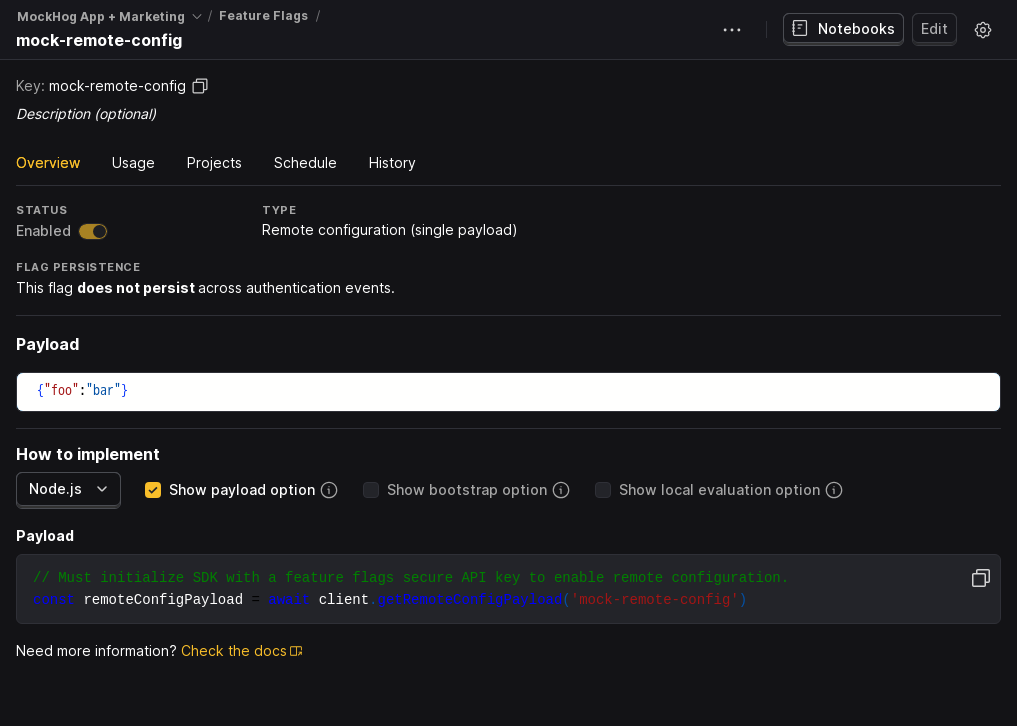 MockHog App + Marketing / Feature Flags /
mock-remote-config
Notebooks
Edit
Key: mock-remote-config
Description (optional)
Overview Usage Projects Schedule History
STATUS TYPE
Enabled Remote configuration (single payload)
FLAG PERSISTENCE
This flag does not persist across authentication events.
Payload
{"foo":"bar"}
How to implement
Node.js Show payload option Show bootstrap option Show local evaluation option
Payload
// Must initialize SDK with a feature flags secure API key to enable remote configuration.
const remoteConfigPayload = await client.getRemoteConfigPayload('mock-remote-config')
Need more information? Check the docs